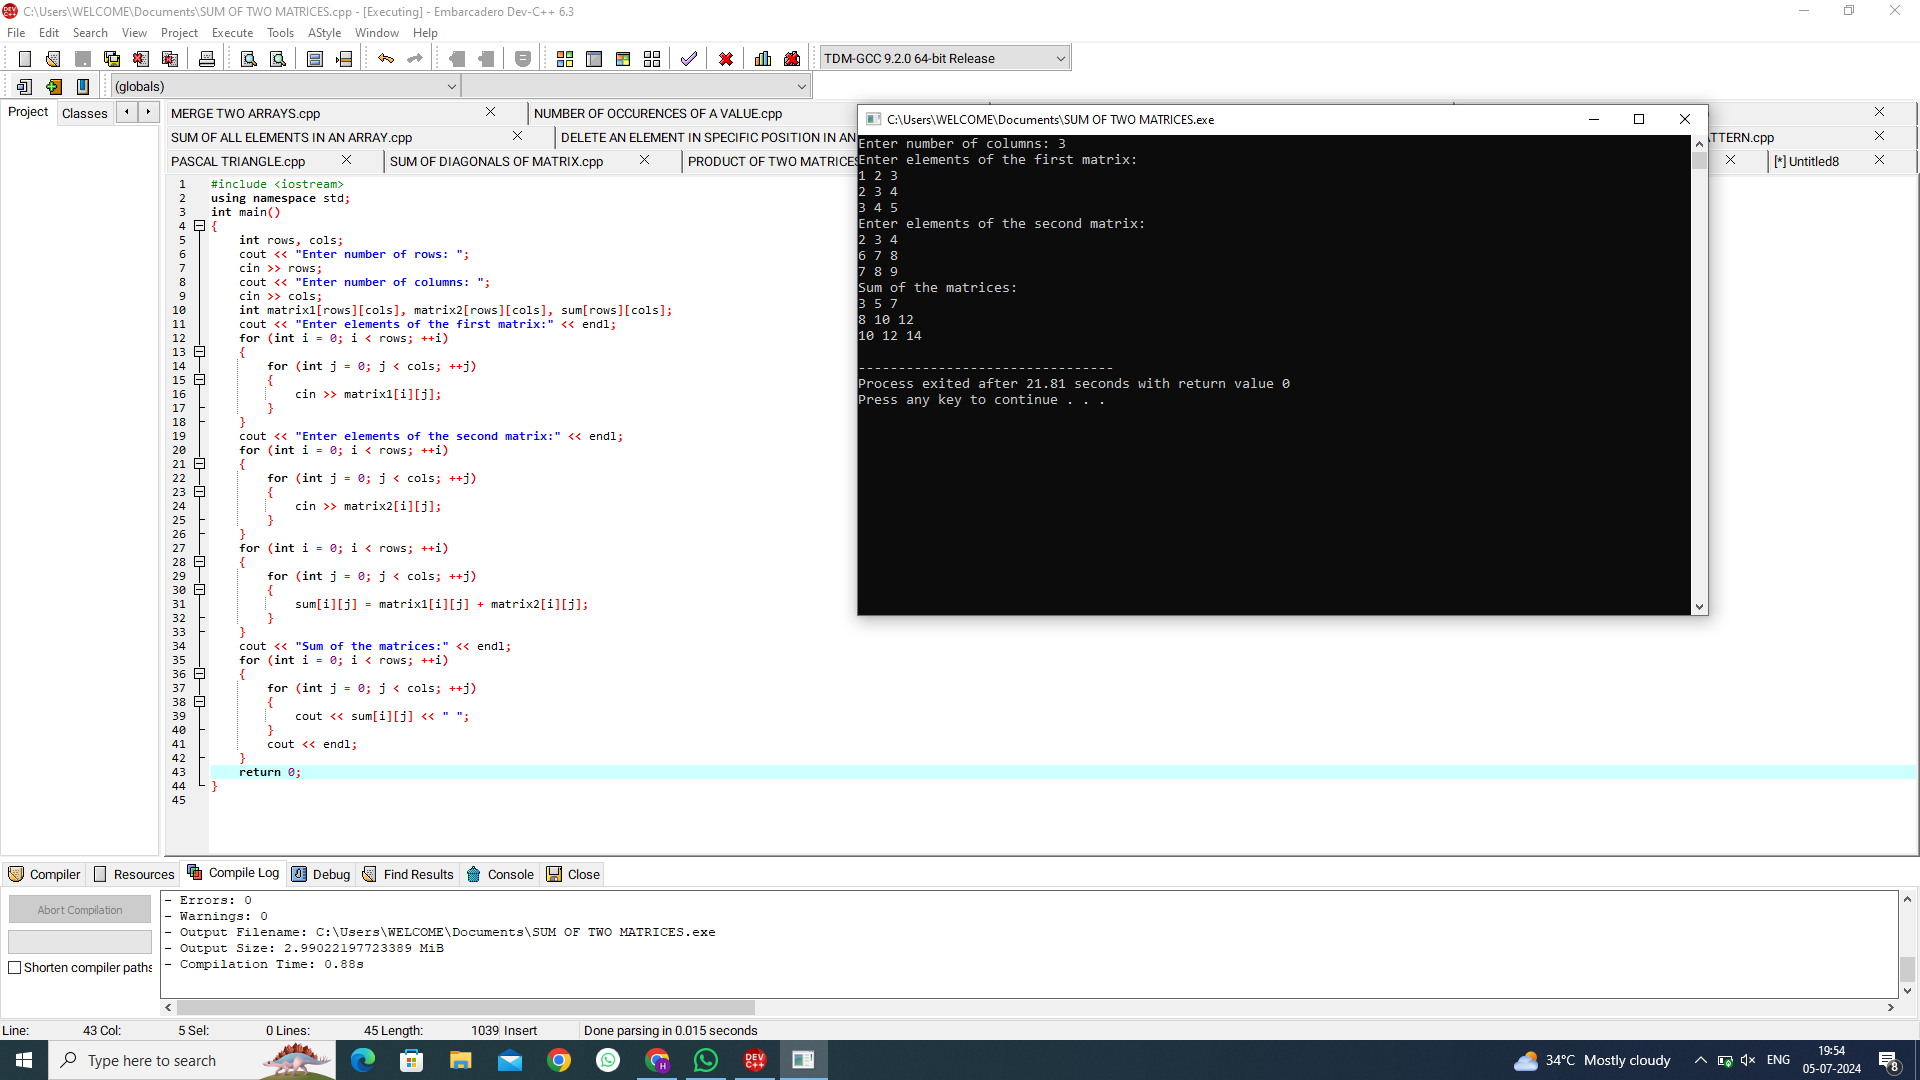 C:\Users\WELCOME\Documents\SUM OF TWO MATRICES.cpp - [Executing] - Embarcadero Dev-C++ 6.3
File Edit Search View Project Execute Tools AStyle Window Help
TDM-GCC 9.2.0 64-bit Release
(globals)
Project Classes
MERGE TWO ARRAYS.cpp NUMBER OF OCCURENCES OF A VALUE.cpp
SUM OF ALL ELEMENTS IN AN ARRAY.cpp DELETE AN ELEMENT IN SPECIFIC POSITION IN AN TTERN.cpp
PASCAL TRIANGLE.cpp SUM OF DIAGONALS OF MATRIX.cpp PRODUCT OF TWO MATRICES [*] Untitled8
1 #include <iostream>
2 using namespace std;
3 int main()
4 {
5 int rows, cols;
6 cout << "Enter number of rows: ";
7 cin >> rows;
8 cout << "Enter number of columns: ";
9 cin >> cols;
10 int matrix1[rows][cols], matrix2[rows][cols], sum[rows][cols];
11 cout << "Enter elements of the first matrix:" << endl;
12 for (int i = 0; i < rows; ++i)
13 {
14 for (int j = 0; j < cols; ++j)
15 {
16 cin >> matrix1[i][j];
17 }
18 }
19 cout << "Enter elements of the second matrix:" << endl;
20 for (int i = 0; i < rows; ++i)
21 {
22 for (int j = 0; j < cols; ++j)
23 {
24 cin >> matrix2[i][j];
25 }
26 }
27 for (int i = 0; i < rows; ++i)
28 {
29 for (int j = 0; j < cols; ++j)
30 {
31 sum[i][j] = matrix1[i][j] + matrix2[i][j];
32 }
33 }
34 cout << "Sum of the matrices:" << endl;
35 for (int i = 0; i < rows; ++i)
36 {
37 for (int j = 0; j < cols; ++j)
38 {
39 cout << sum[i][j] << " ";
40 }
41 cout << endl;
42 }
43 return 0;
44 }
45
C:\Users\WELCOME\Documents\SUM OF TWO MATRICES.exe
Enter number of columns: 3
Enter elements of the first matrix:
1 2 3
2 3 4
3 4 5
Enter elements of the second matrix:
2 3 4
6 7 8
7 8 9
Sum of the matrices:
3 5 7
8 10 12
10 12 14
--------------------------------
Process exited after 21.81 seconds with return value 0
Press any key to continue . . .
Compiler Resources Compile Log Debug Find Results Console Close
Abort Compilation
Shorten compiler paths
- Errors: 0
- Warnings: 0
- Output Filename: C:\Users\WELCOME\Documents\SUM OF TWO MATRICES.exe
- Output Size: 2.99022197723389 MiB
- Compilation Time: 0.88s
Line: 43 Col: 5 Sel: 0 Lines: 45 Length: 1039 Insert Done parsing in 0.015 seconds
Type here to search
34°C Mostly cloudy
ENG
19:54
05-07-2024
8